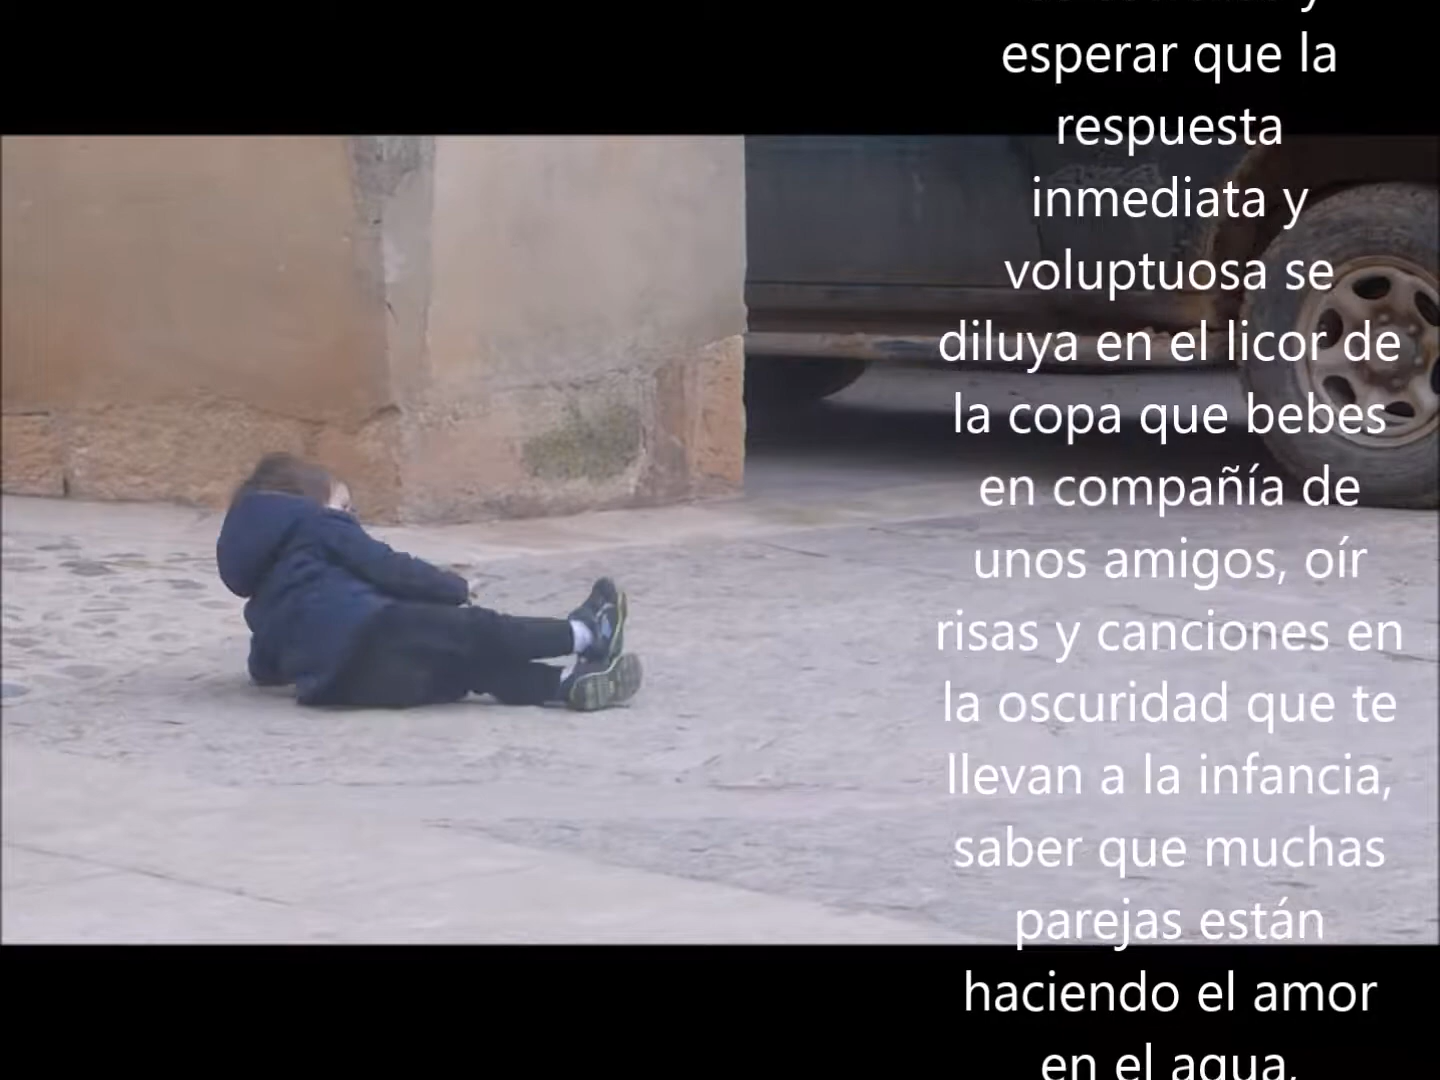 esperar que la
respuesta
inmediata y
voluptuosa se
diluya en el licor de
la copa que bebes
en compañía de
unos amigos, oír
risas y canciones en
la oscuridad que te
llevan a la infancia,
saber que muchas
parejas están
haciendo el amor
en el agua,